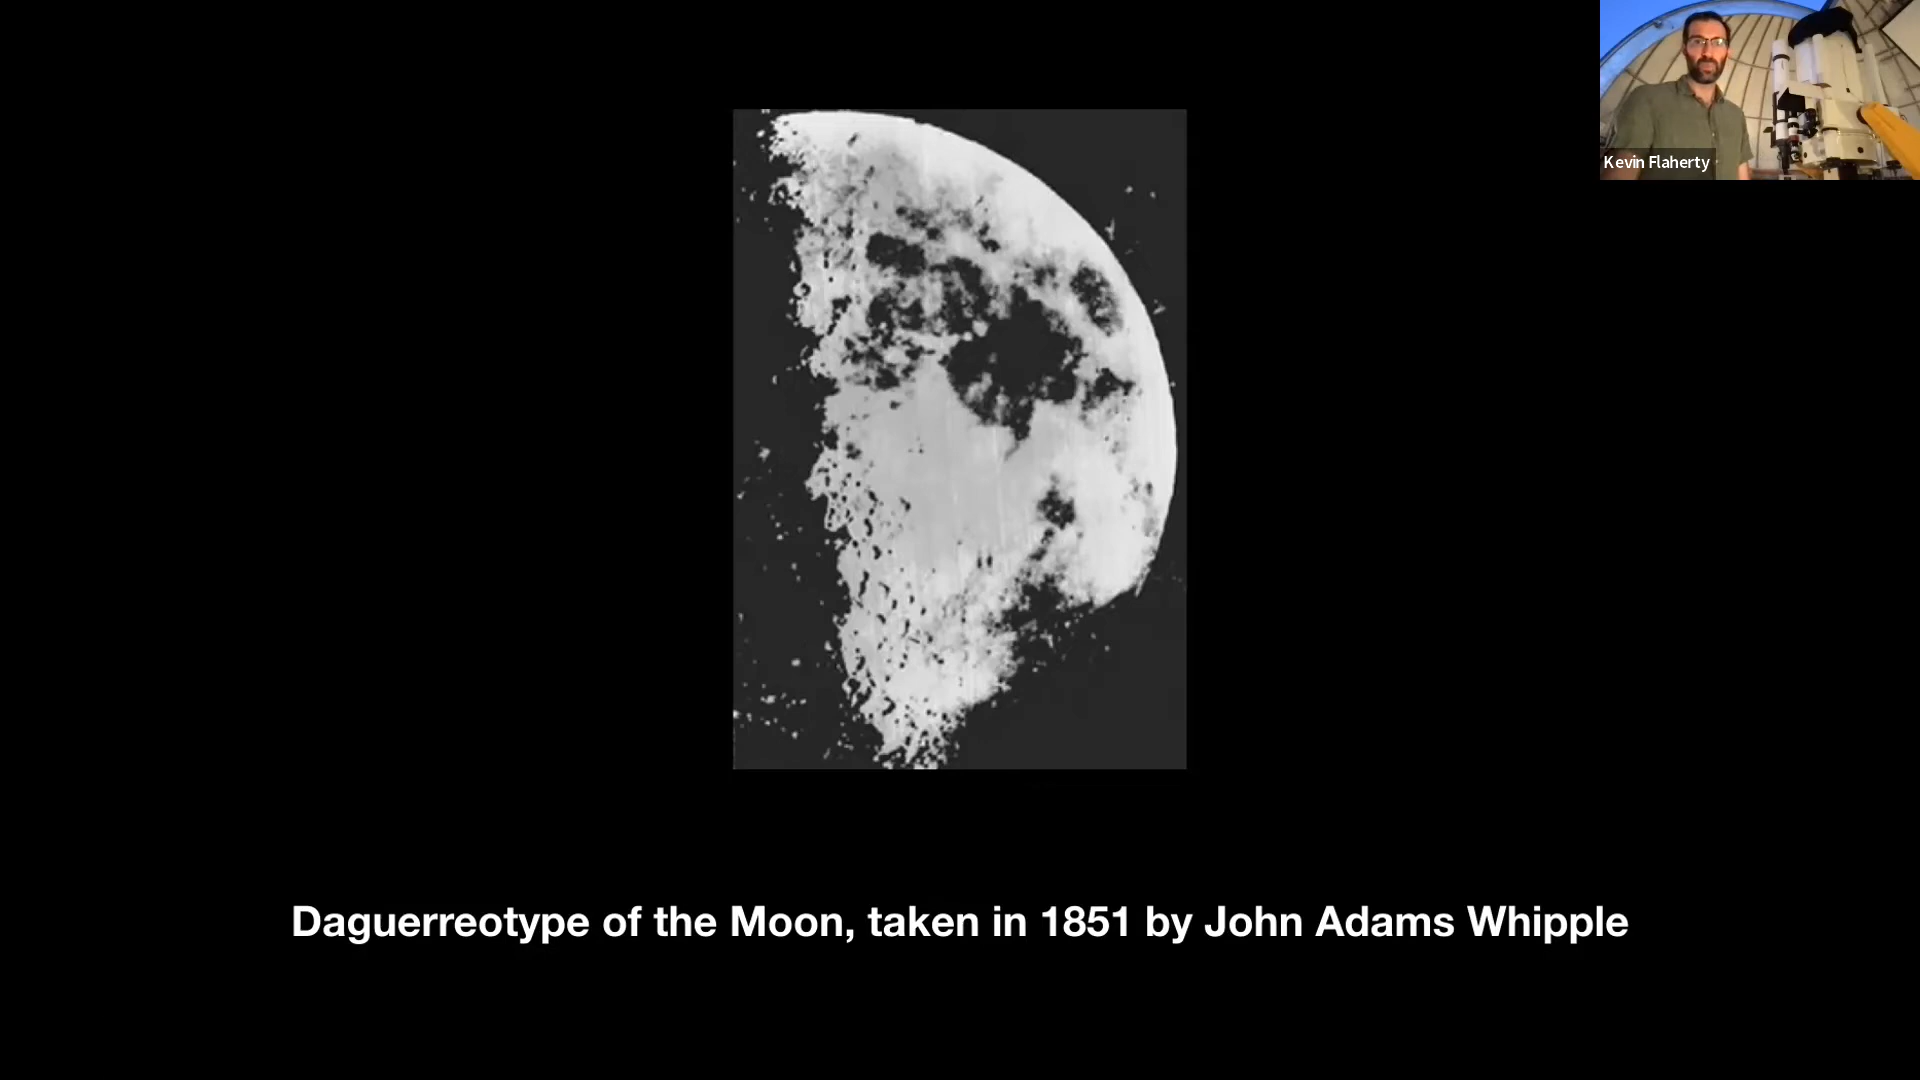 Kevin Flaherty
Daguerreotype of the Moon, taken in 1851 by John Adams Whipple